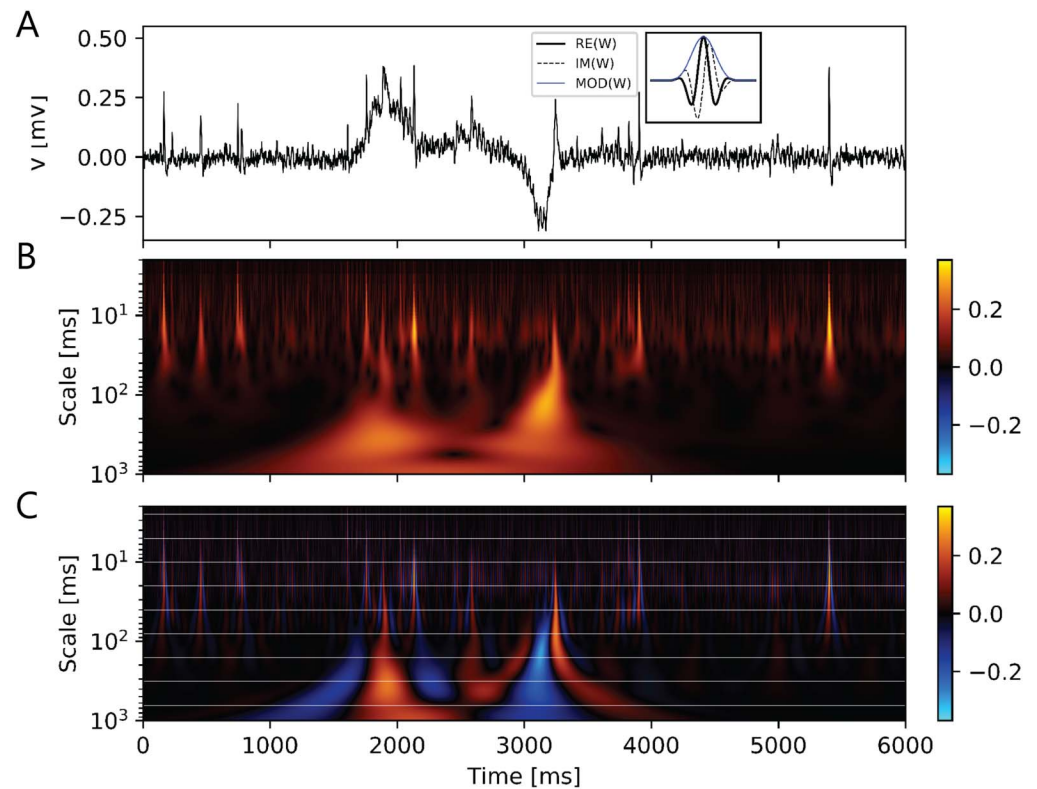 A
v [mv]
0.50
0.25
0.00
−0.25
RE(W)
IM(W)
MOD(W)
B
Scale [ms]
10¹
10²
10³
0.2
0.0
−0.2
C
Scale [ms]
10¹
10²
10³
0.2
0.0
−0.2
0 1000 2000 3000 4000 5000 6000
Time [ms]